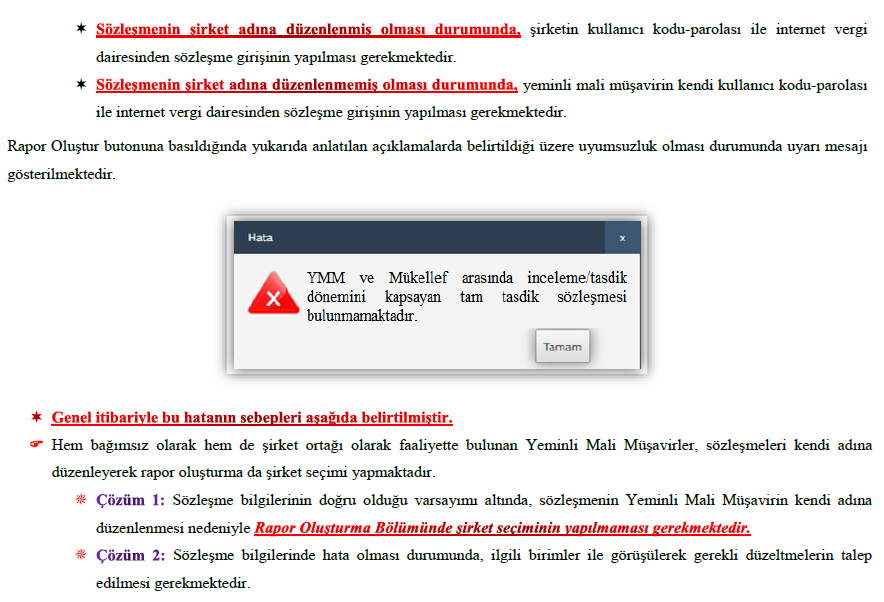 ✶ Sözleşmenin şirket adına düzenlenmiş olması durumunda, şirketin kullanıcı kodu-parolası ile internet vergi
dairesinden sözleşme girişinin yapılması gerekmektedir.
✶ Sözleşmenin şirket adına düzenlenmemiş olması durumunda, yeminli mali müşavirin kendi kullanıcı kodu-parolası
ile internet vergi dairesinden sözleşme girişinin yapılması gerekmektedir.
Rapor Oluştur butonuna basıldığında yukarıda anlatılan açıklamalarda belirtildiği üzere uyumsuzluk olması durumunda uyarı mesajı
gösterilmektedir.
Hata x
YMM ve Mükellef arasında inceleme/tasdik
dönemini kapsayan tam tasdik sözleşmesi
bulunmamaktadır.
Tamam
✶ Genel itibariyle bu hatanın sebepleri aşağıda belirtilmiştir.
☞ Hem bağımsız olarak hem de şirket ortağı olarak faaliyette bulunan Yeminli Mali Müşavirler, sözleşmeleri kendi adına
düzenleyerek rapor oluşturma da şirket seçimi yapmaktadır.
❊ Çözüm 1: Sözleşme bilgilerinin doğru olduğu varsayımı altında, sözleşmenin Yeminli Mali Müşavirin kendi adına
düzenlenmesi nedeniyle Rapor Oluşturma Bölümünde şirket seçiminin yapılmaması gerekmektedir.
❊ Çözüm 2: Sözleşme bilgilerinde hata olması durumunda, ilgili birimler ile görüşülerek gerekli düzeltmelerin talep
edilmesi gerekmektedir.